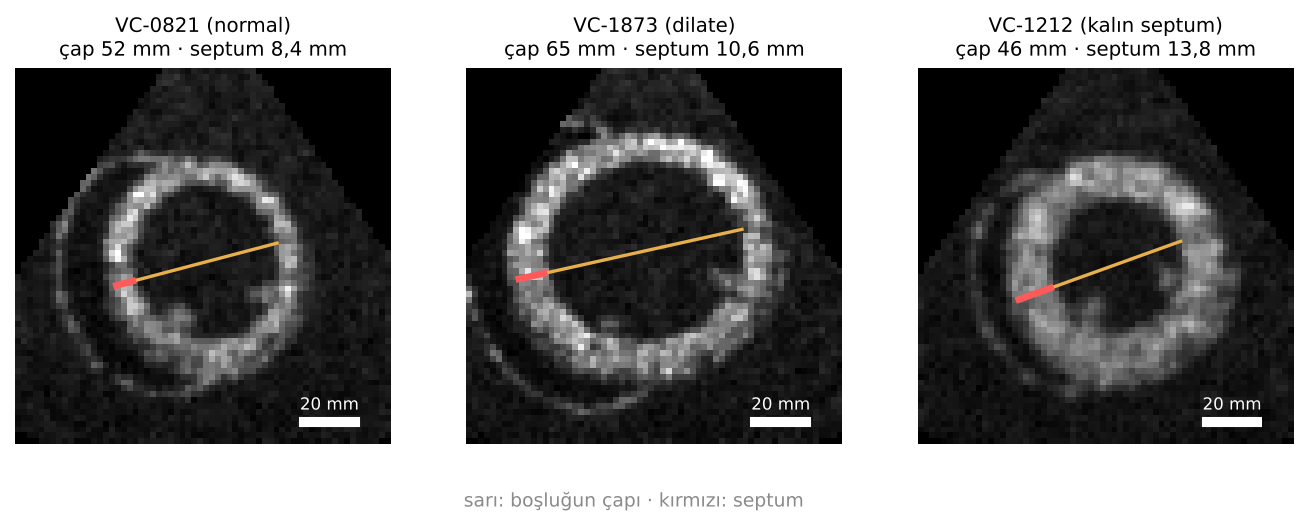 VC-0821 (normal)
çap 52 mm · septum 8,4 mm
VC-1873 (dilate)
çap 65 mm · septum 10,6 mm
VC-1212 (kalın septum)
çap 46 mm · septum 13,8 mm
20 mm
20 mm
20 mm
sarı: boşluğun çapı · kırmızı: septum